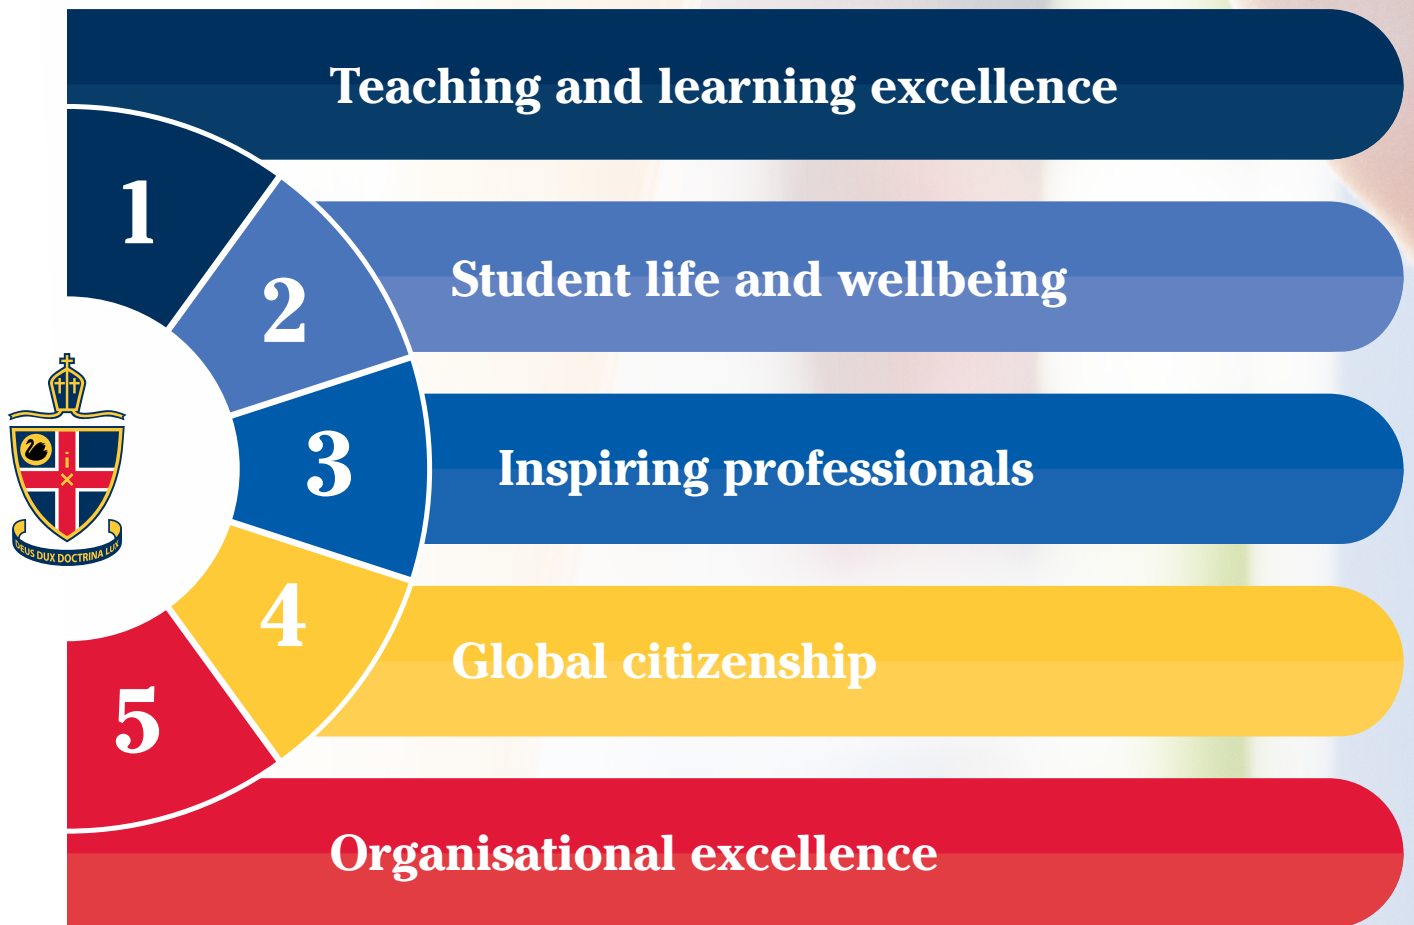 Teaching and learning excellence
1
Student life and wellbeing
2
Inspiring professionals
3
DEUS DUX DOCTRINA LUX
Global citizenship
4
5
Organisational excellence